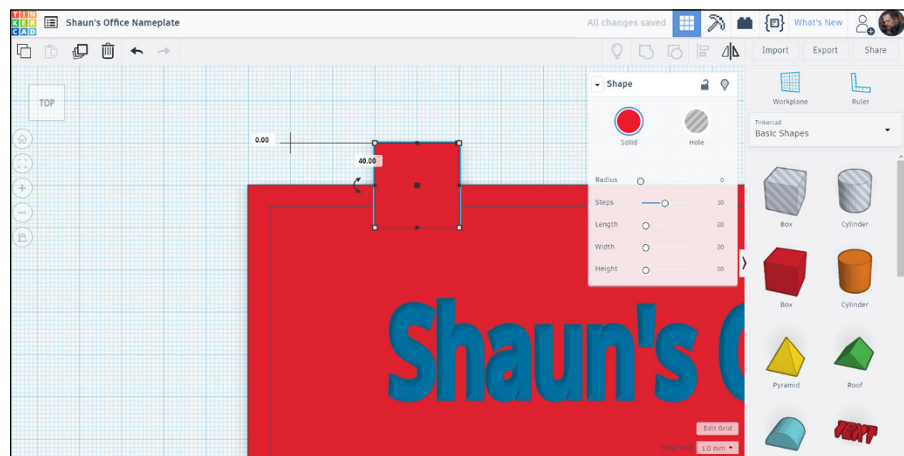 TIN
KER
CAD
Shaun's Office Nameplate
All changes saved
What's New
Import
Export
Share
TOP
0.00
40.00
Shape
Solid
Hole
Radius 0
Steps 10
Length 20
Width 20
Height 20
Workplane
Ruler
Tinkercad
Basic Shapes
Box
Cylinder
Box
Cylinder
Pyramid
Roof
TEXT
Shaun's
Edit Grid
1.0 mm